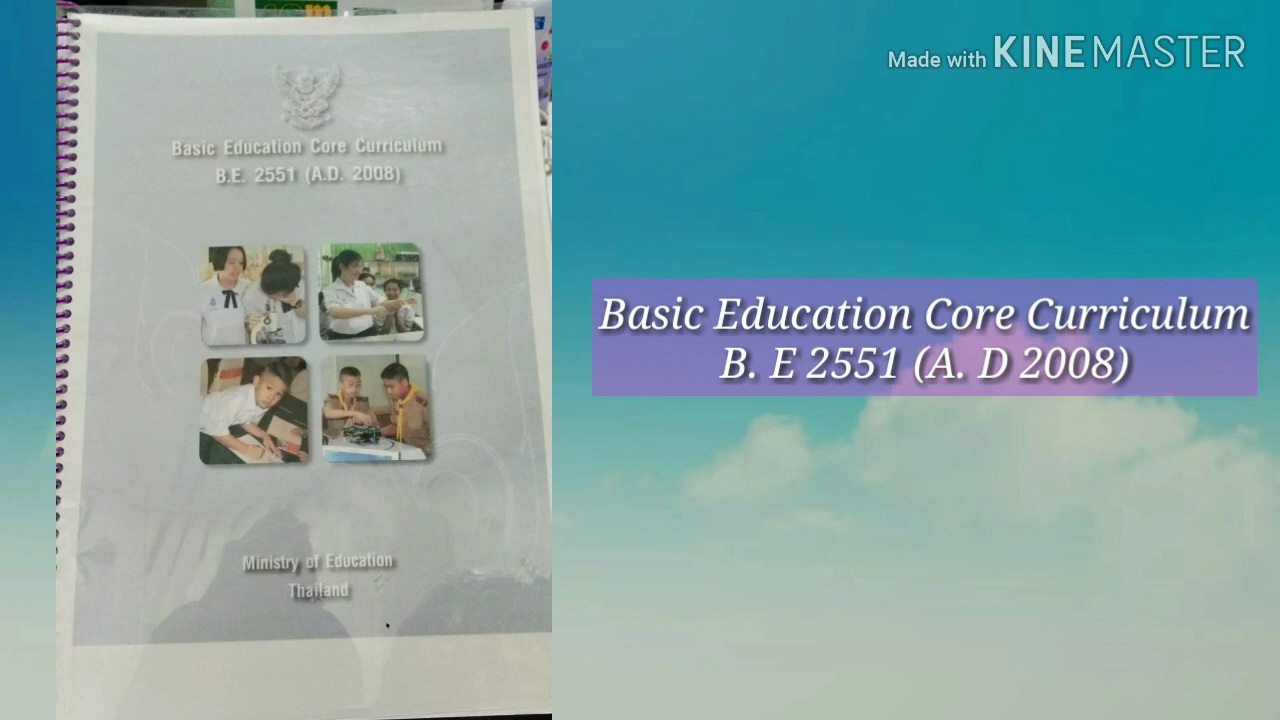 Basic Education Core Curriculum
B.E. 2551 (A.D. 2008)
Ministry of Education
Thailand
Made with KINEMASTER
Basic Education Core Curriculum
B. E 2551 (A. D 2008)